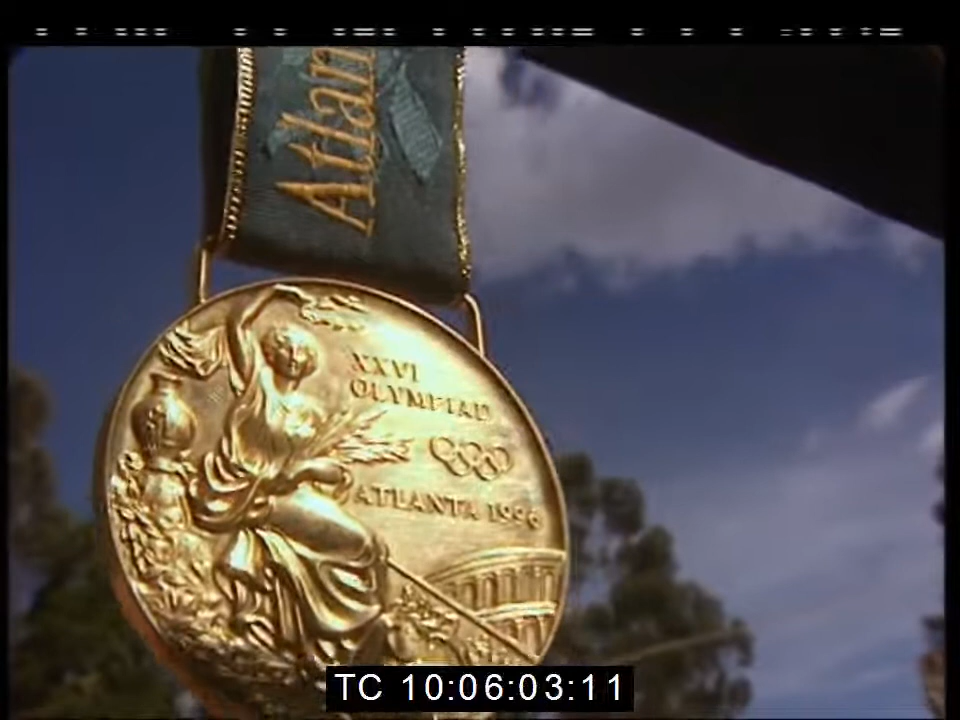 Atlan
XXVI
OLYMPIAD
ATLANTA 1996
TC 10:06:03:11